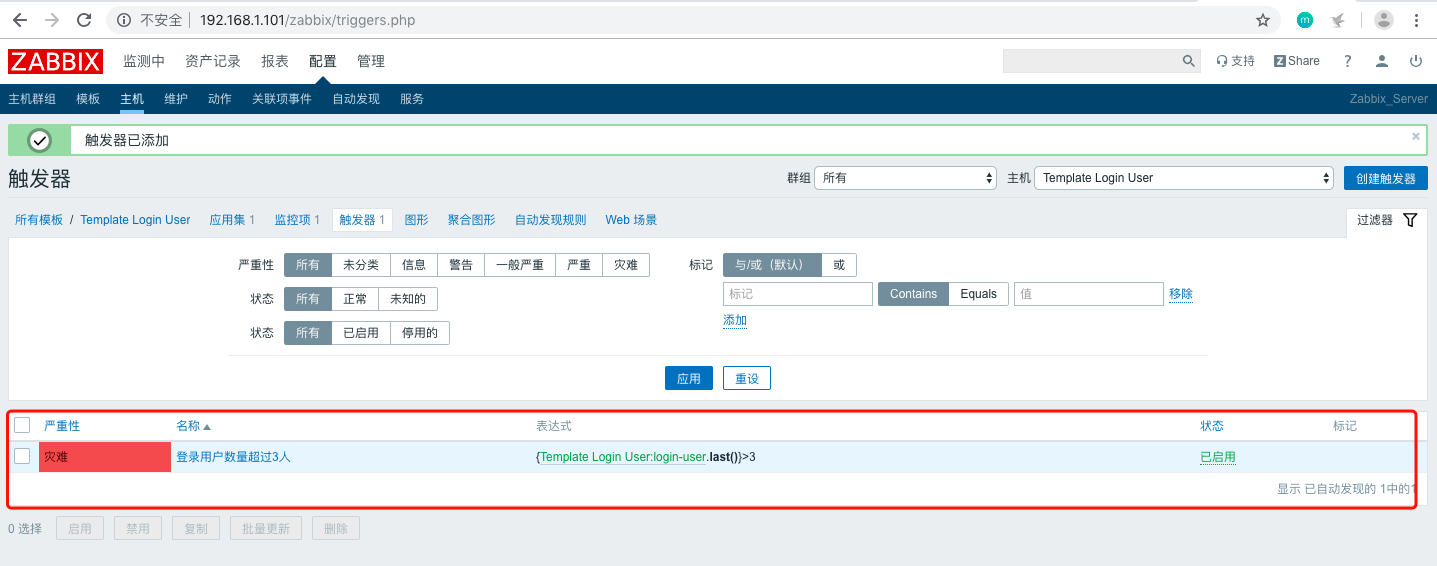 不安全 | 192.168.1.101/zabbix/triggers.php
ZABBIX 监测中 资产记录 报表 配置 管理 支持 Z Share ?
主机群组 模板 主机 维护 动作 关联项事件 自动发现 服务 Zabbix_Server
触发器已添加 ×
触发器 群组 所有 主机 Template Login User 创建触发器
所有模板 / Template Login User 应用集 1 监控项 1 触发器 1 图形 聚合图形 自动发现规则 Web 场景 过滤器
严重性 所有 未分类 信息 警告 一般严重 严重 灾难 标记 与/或（默认） 或
状态 所有 正常 未知的 标记 Contains Equals 值 移除
状态 所有 已启用 停用的 添加
应用 重设
严重性 名称 表达式 状态 标记
灾难 登录用户数量超过3人 {Template Login User:login-user.last()}>3 已启用
显示 已自动发现的 1中的1
0 选择 启用 禁用 复制 批量更新 删除